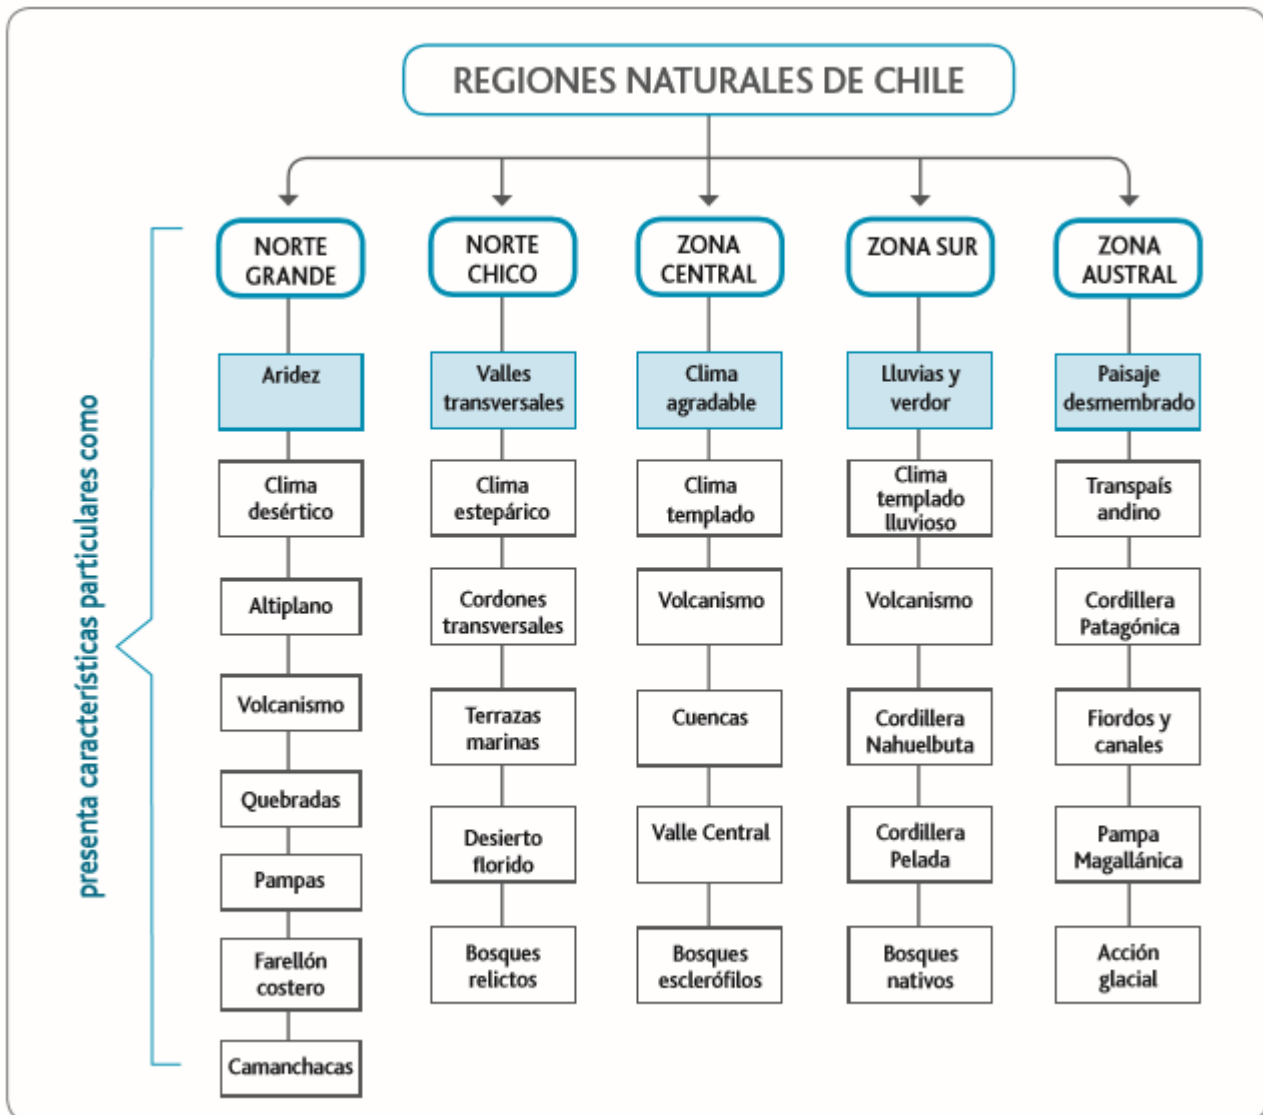 REGIONES NATURALES DE CHILE
presenta características particulares como
NORTE
GRANDE
Aridez
Clima
desértico
Altiplano
Volcanismo
Quebradas
Pampas
Farellón
costero
Camanchacas
NORTE
CHICO
Valles
transversales
Clima
estepárico
Cordones
transversales
Terrazas
marinas
Desierto
florido
Bosques
relictos
ZONA
CENTRAL
Clima
agradable
Clima
templado
Volcanismo
Cuencas
Valle Central
Bosques
esclerófilos
ZONA SUR
Lluvias y
verdor
Clima
templado
lluvioso
Volcanismo
Cordillera
Nahuelbuta
Cordillera
Pelada
Bosques
nativos
ZONA
AUSTRAL
Paisaje
desmembrado
Transpaís
andino
Cordillera
Patagónica
Fiordos y
canales
Pampa
Magallánica
Acción
glacial